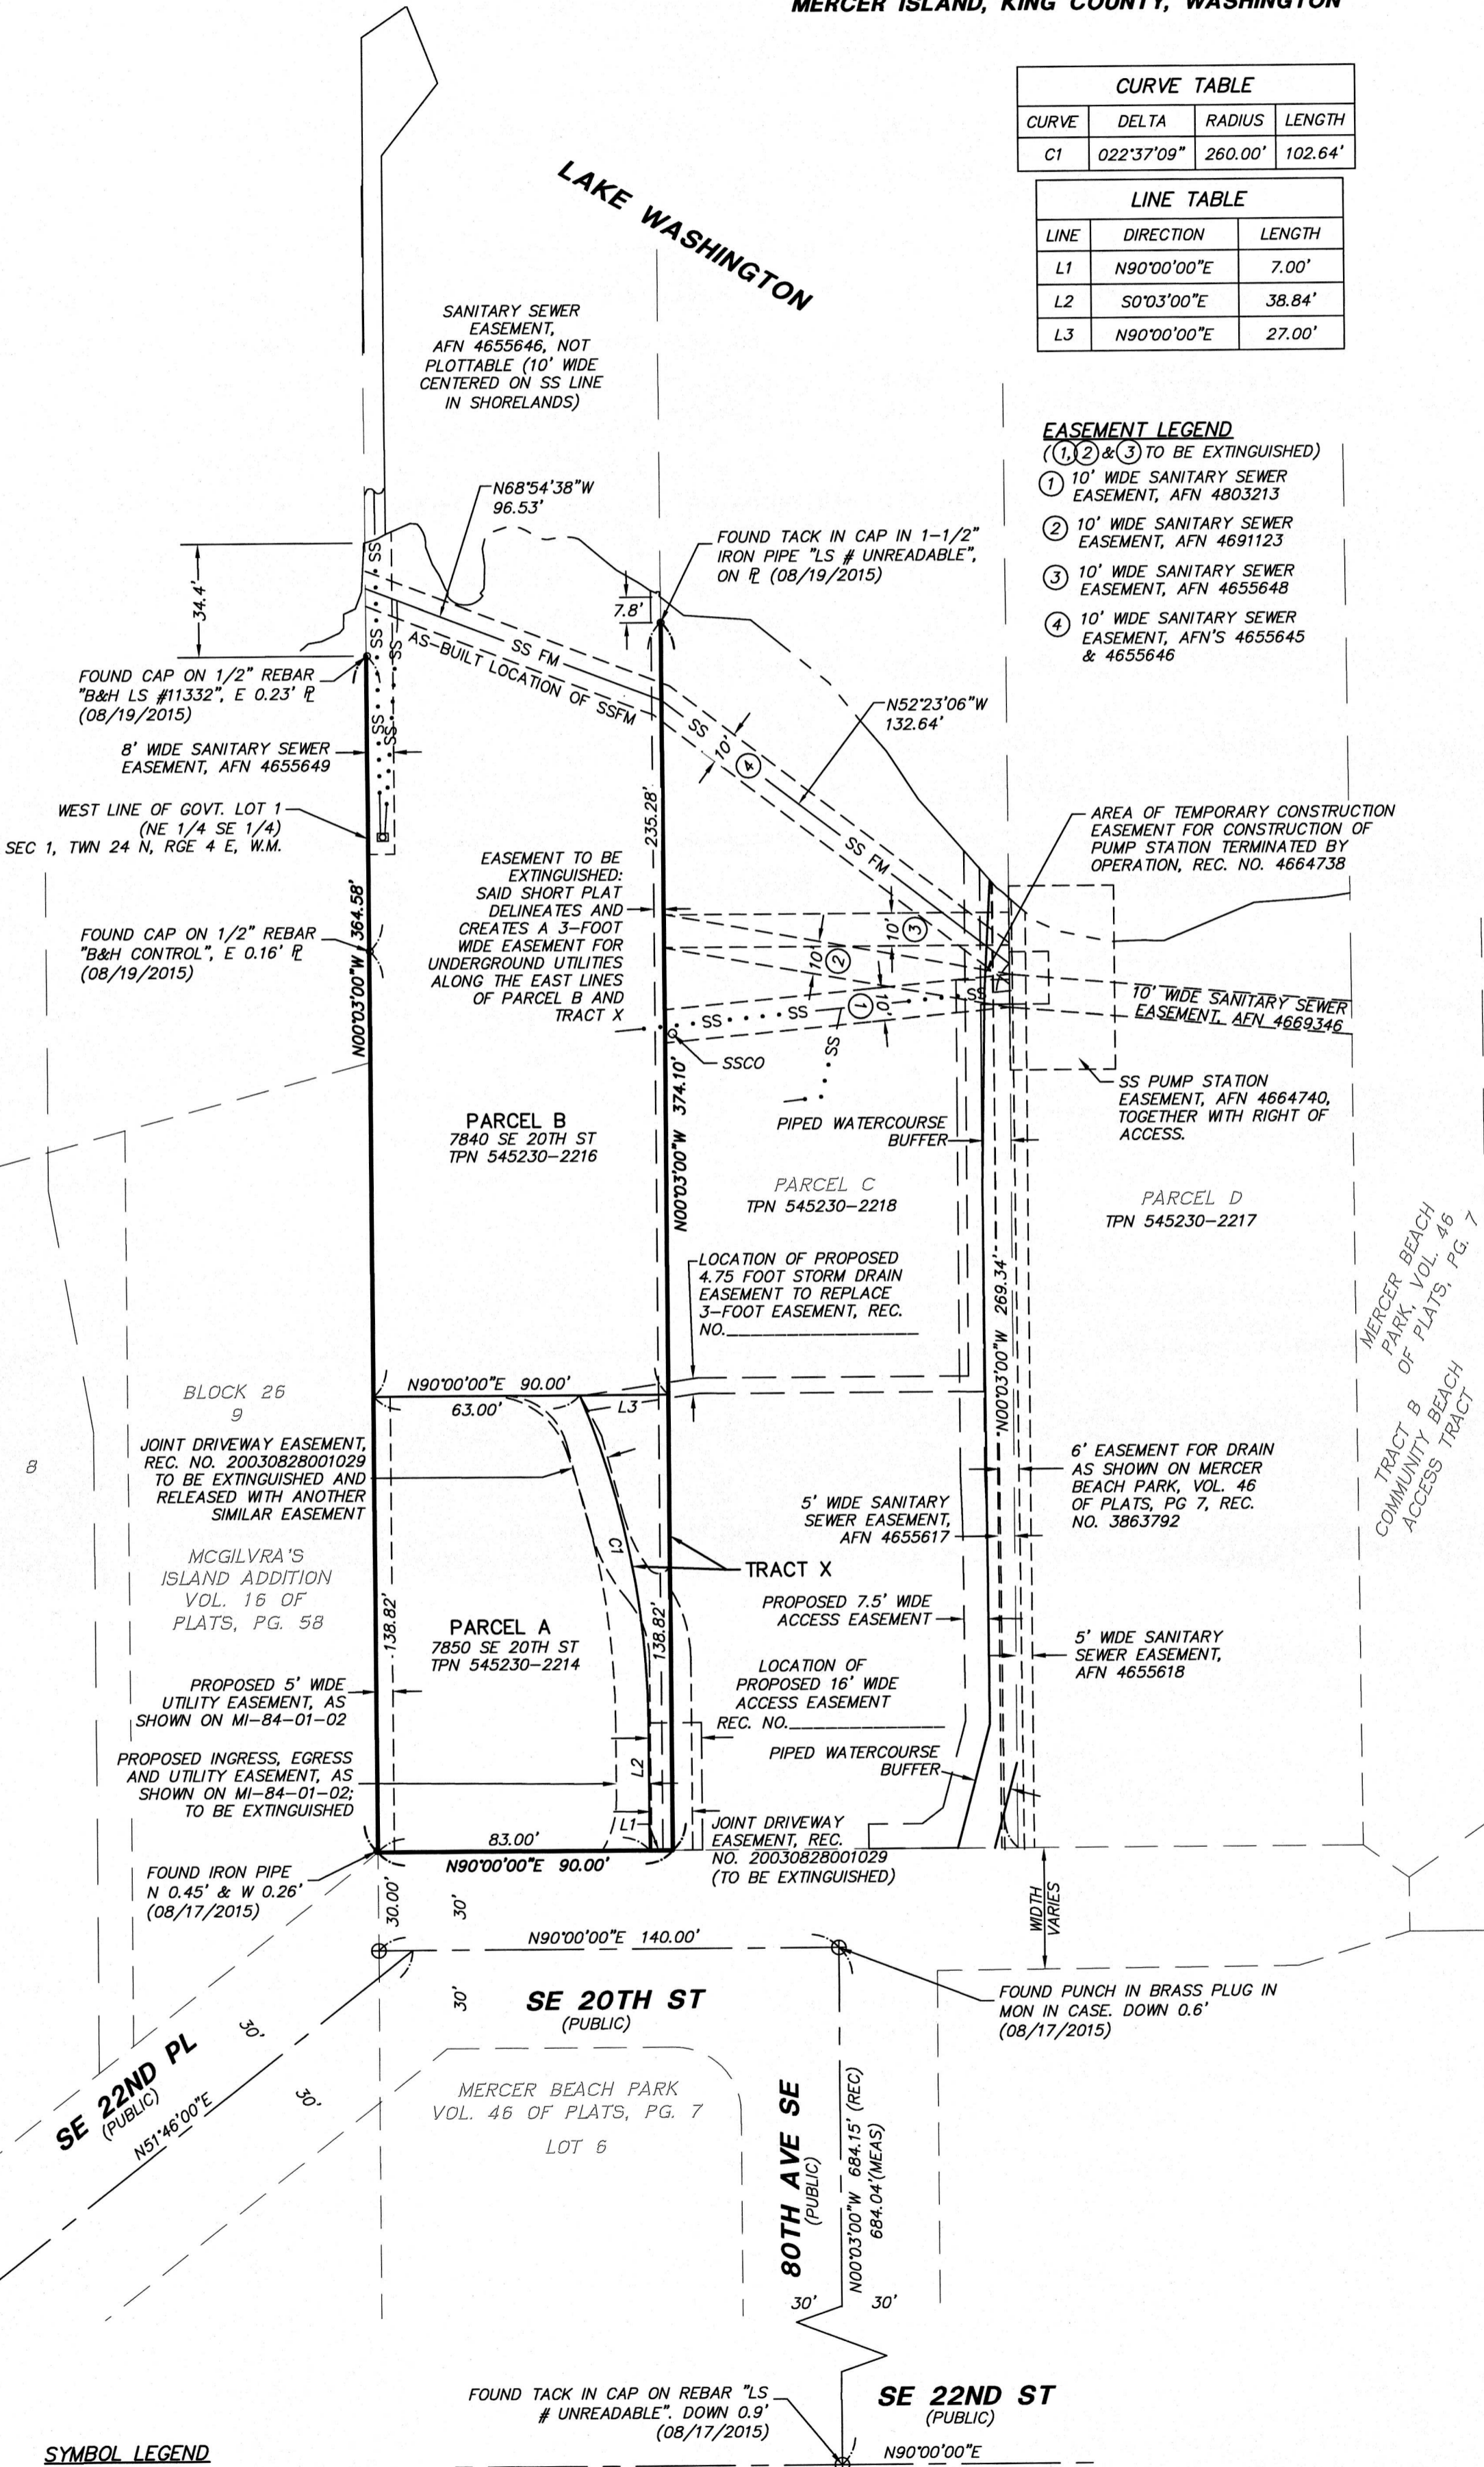 MERCER ISLAND, KING COUNTY, WASHINGTON
CURVE TABLE
CURVE DELTA RADIUS LENGTH
C1 022°37'09" 260.00' 102.64'
LINE TABLE
LINE DIRECTION LENGTH
L1 N90°00'00"E 7.00'
L2 S0°03'00"E 38.84'
L3 N90°00'00"E 27.00'
LAKE WASHINGTON
SANITARY SEWER
EASEMENT,
AFN 4655646, NOT
PLOTTABLE (10' WIDE
CENTERED ON SS LINE
IN SHORELANDS)
EASEMENT LEGEND
(1, 2 & 3 TO BE EXTINGUISHED)
1 10' WIDE SANITARY SEWER
EASEMENT, AFN 4803213
2 10' WIDE SANITARY SEWER
EASEMENT, AFN 4691123
3 10' WIDE SANITARY SEWER
EASEMENT, AFN 4655648
4 10' WIDE SANITARY SEWER
EASEMENT, AFN'S 4655645
& 4655646
N68°54'38"W
96.53'
FOUND TACK IN CAP IN 1-1/2"
IRON PIPE "LS # UNREADABLE",
ON PL (08/19/2015)
34.4'
7.8'
SS
SS
SS
SS
SS
SS FM
AS-BUILT LOCATION OF SSFM
FOUND CAP ON 1/2" REBAR
"B&H LS #11332", E 0.23' PL
(08/19/2015)
8' WIDE SANITARY SEWER
EASEMENT, AFN 4655649
N52°23'06"W
132.64'
SS
10'
4
SS FM
WEST LINE OF GOVT. LOT 1
(NE 1/4 SE 1/4)
SEC 1, TWN 24 N, RGE 4 E, W.M.
235.28'
AREA OF TEMPORARY CONSTRUCTION
EASEMENT FOR CONSTRUCTION OF
PUMP STATION TERMINATED BY
OPERATION, REC. NO. 4664738
EASEMENT TO BE
EXTINGUISHED:
SAID SHORT PLAT
DELINEATES AND
CREATES A 3-FOOT
WIDE EASEMENT FOR
UNDERGROUND UTILITIES
ALONG THE EAST LINES
OF PARCEL B AND
TRACT X
FOUND CAP ON 1/2" REBAR
"B&H CONTROL", E 0.16' PL
(08/19/2015)
N00°03'00"W 364.58'
10'
3
10'
2
10'
1
SS
SS
SS
SS
SSCO
10' WIDE SANITARY SEWER
EASEMENT, AFN 4669346
SS PUMP STATION
EASEMENT, AFN 4664740,
TOGETHER WITH RIGHT OF
ACCESS.
N00°03'00"W 374.10'
PARCEL B
7840 SE 20TH ST
TPN 545230-2216
PIPED WATERCOURSE
BUFFER
PARCEL C
TPN 545230-2218
PARCEL D
TPN 545230-2217
MERCER BEACH
PARK, VOL. 46
OF PLATS, PG. 7
TRACT B
COMMUNITY BEACH
ACCESS TRACT
LOCATION OF PROPOSED
4.75 FOOT STORM DRAIN
EASEMENT TO REPLACE
3-FOOT EASEMENT, REC.
NO.________________
N00°03'00"W 269.34'
BLOCK 26
9
8
N90°00'00"E 90.00'
63.00'
L3
JOINT DRIVEWAY EASEMENT,
REC. NO. 20030828001029
TO BE EXTINGUISHED AND
RELEASED WITH ANOTHER
SIMILAR EASEMENT
6' EASEMENT FOR DRAIN
AS SHOWN ON MERCER
BEACH PARK, VOL. 46
OF PLATS, PG 7, REC.
NO. 3863792
5' WIDE SANITARY
SEWER EASEMENT,
AFN 4655617
C1
TRACT X
MCGILVRA'S
ISLAND ADDITION
VOL. 16 OF
PLATS, PG. 58
PROPOSED 7.5' WIDE
ACCESS EASEMENT
138.82'
PARCEL A
7850 SE 20TH ST
TPN 545230-2214
138.82'
5' WIDE SANITARY
SEWER EASEMENT,
AFN 4655618
LOCATION OF
PROPOSED 16' WIDE
ACCESS EASEMENT
REC. NO.______________
PROPOSED 5' WIDE
UTILITY EASEMENT, AS
SHOWN ON MI-84-01-02
PIPED WATERCOURSE
BUFFER
PROPOSED INGRESS, EGRESS
AND UTILITY EASEMENT, AS
SHOWN ON MI-84-01-02;
TO BE EXTINGUISHED
L2
L1
JOINT DRIVEWAY
EASEMENT, REC.
NO. 20030828001029
(TO BE EXTINGUISHED)
83.00'
N90°00'00"E 90.00'
FOUND IRON PIPE
N 0.45' & W 0.26'
(08/17/2015)
30.00'
30'
WIDTH
VARIES
N90°00'00"E 140.00'
FOUND PUNCH IN BRASS PLUG IN
MON IN CASE. DOWN 0.6'
(08/17/2015)
30'
SE 20TH ST
(PUBLIC)
30'
30'
SE 22ND PL
(PUBLIC)
N51°46'00"E
MERCER BEACH PARK
VOL. 46 OF PLATS, PG. 7
LOT 6
80TH AVE SE
(PUBLIC)
N00°03'00"W 684.15' (REC)
684.04'(MEAS)
30'
30'
FOUND TACK IN CAP ON REBAR "LS
# UNREADABLE". DOWN 0.9'
(08/17/2015)
SE 22ND ST
(PUBLIC)
N90°00'00"E
SYMBOL LEGEND